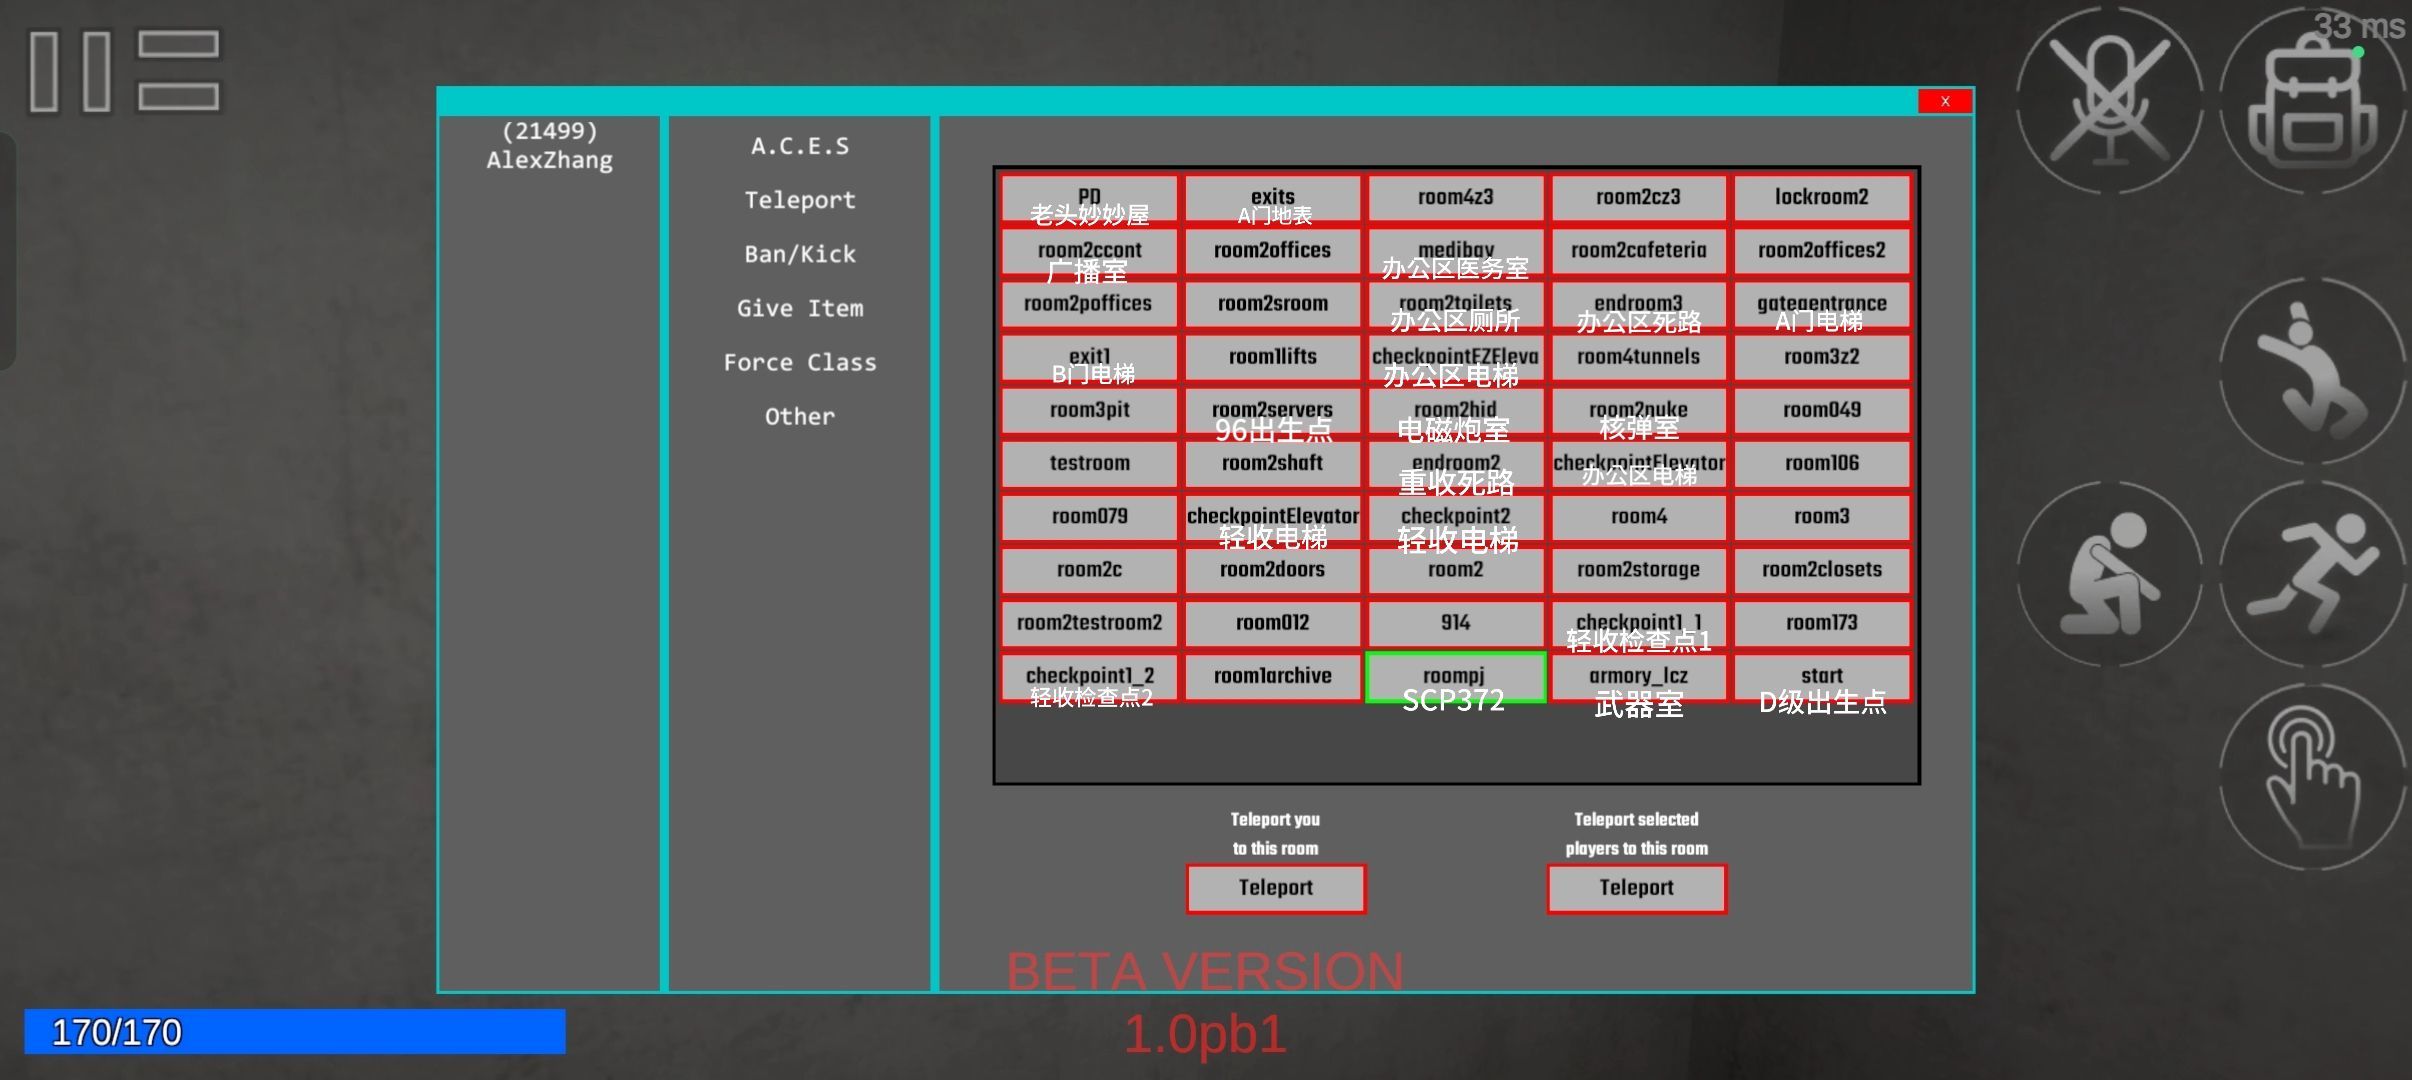 33 ms
X
(21499)
AlexZhang
A.C.E.S
Teleport
Ban/Kick
Give Item
Force Class
Other
PD
老头妙妙屋
exits
A门地表
room4z3
room2cz3
lockroom2
room2ccont
广播室
room2offices
medibay
办公区医务室
room2cafeteria
room2offices2
room2poffices
room2sroom
room2toilets
办公区厕所
endroom3
办公区死路
gateaentrance
A门电梯
exit1
B门电梯
room1lifts
checkpointEZEleva
办公区电梯
room4tunnels
room3z2
room3pit
room2servers
96出生点
room2hid
电磁炮室
room2nuke
核弹室
room049
testroom
room2shaft
endroom2
重收死路
checkpointElevator
办公区电梯
room106
room079
checkpointElevator
轻收电梯
checkpoint2
轻收电梯
room4
room3
room2c
room2doors
room2
room2storage
room2closets
room2testroom2
room012
914
checkpoint1_1
轻收检查点1
room173
checkpoint1_2
轻收检查点2
room1archive
roompj
SCP372
armory_lcz
武器室
start
D级出生点
Teleport you
to this room
Teleport
Teleport selected
players to this room
Teleport
BETA VERSION
1.0pb1
170/170